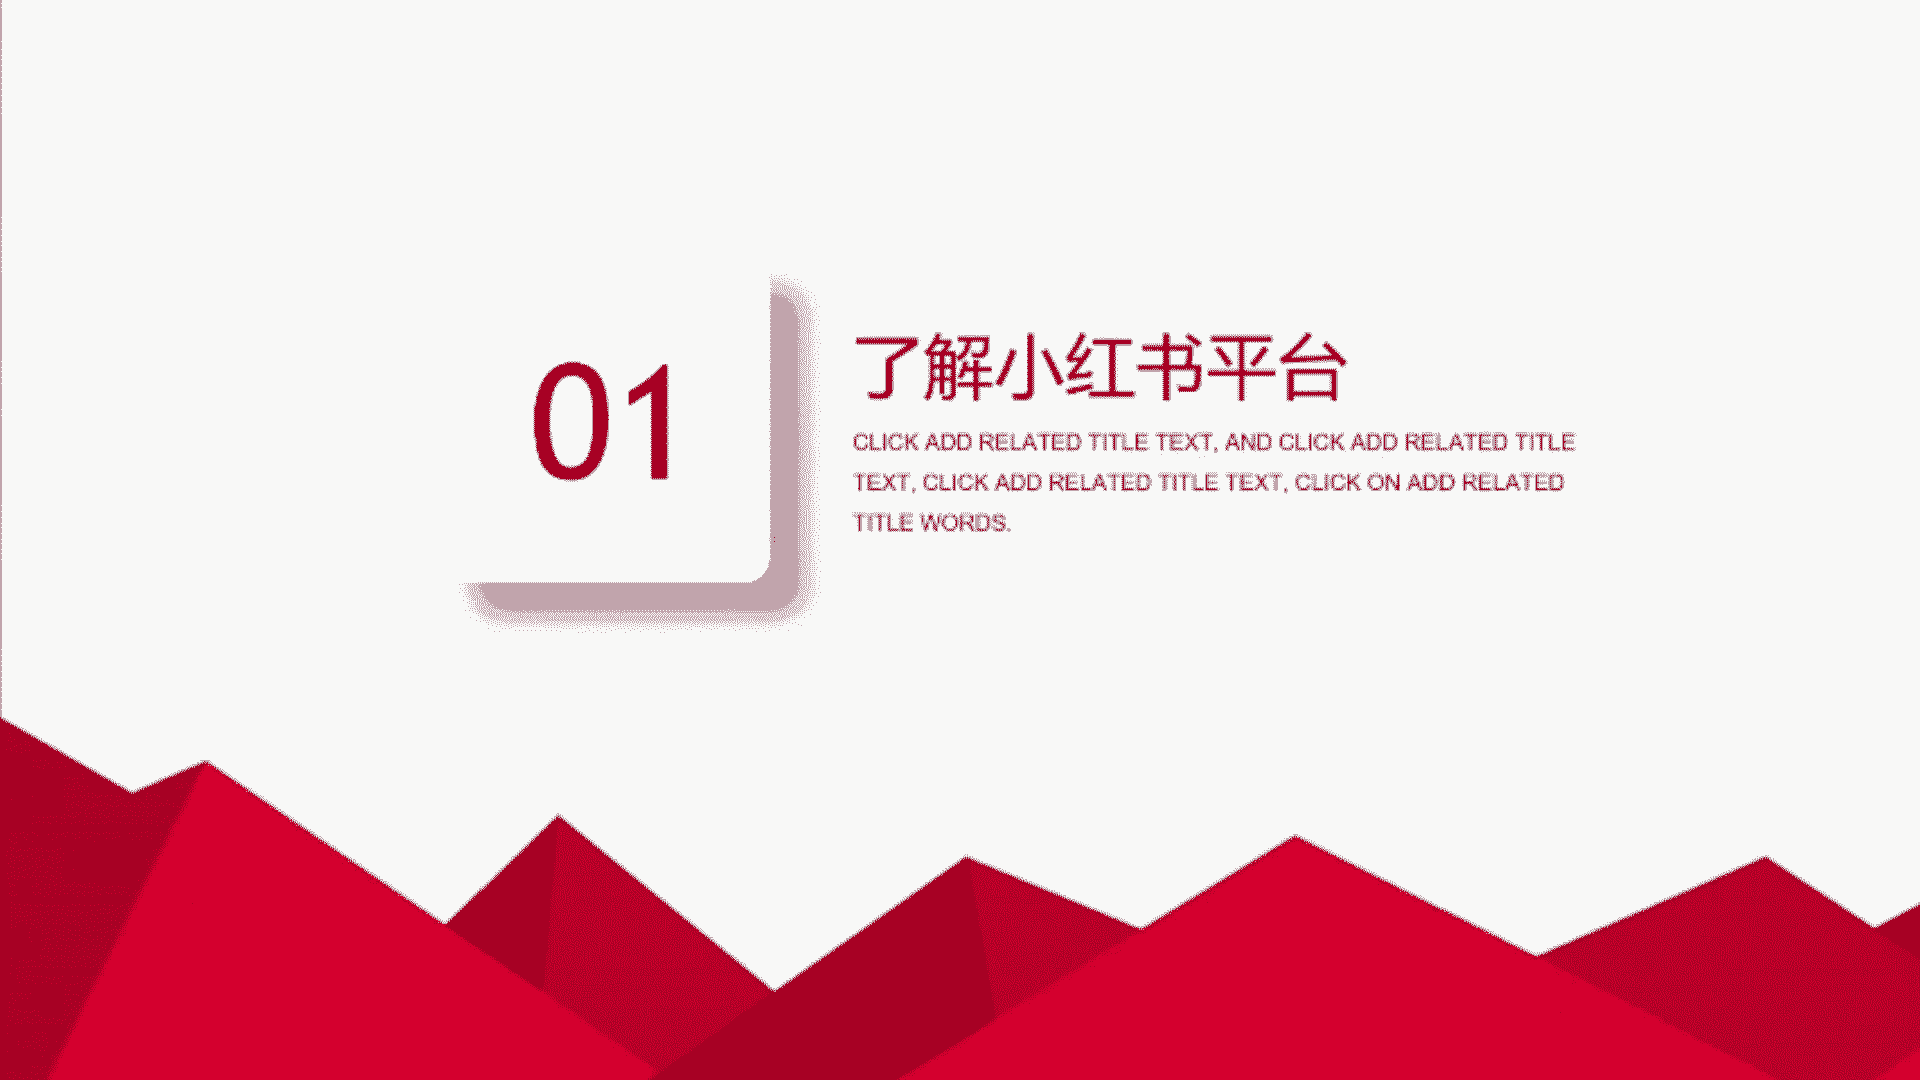 01
了解小红书平台
CLICK ADD RELATED TITLE TEXT, AND CLICK ADD RELATED TITLE
TEXT, CLICK ADD RELATED TITLE TEXT, CLICK ON ADD RELATED
TITLE WORDS.